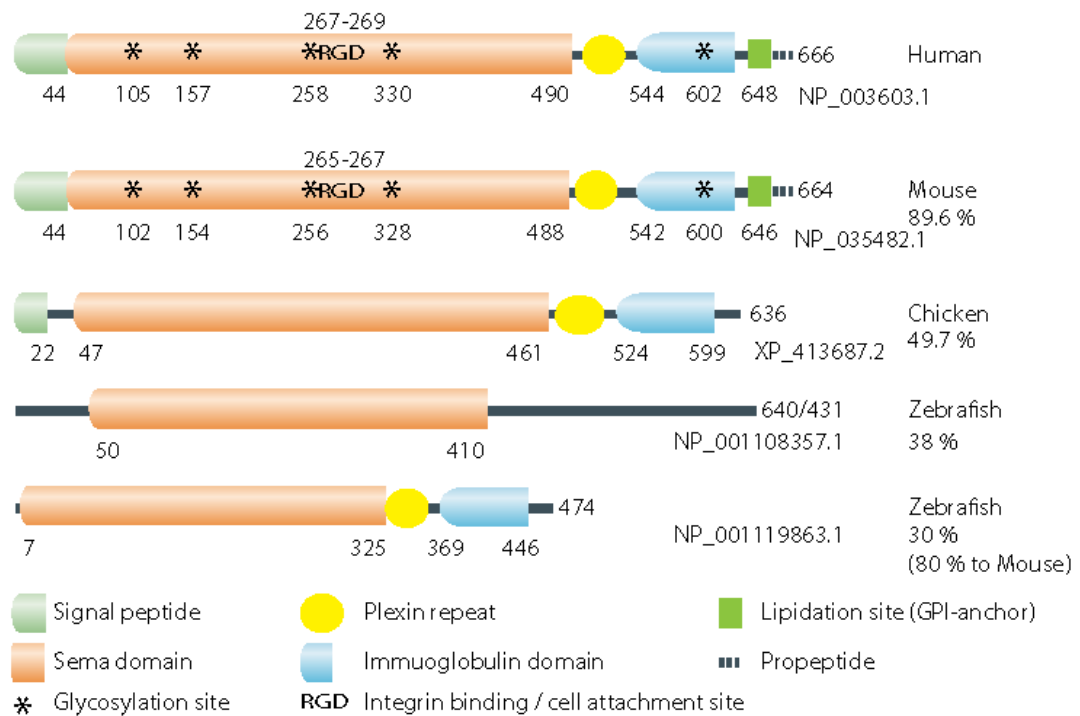 267-269
* * *RGD * * 666 Human
44 105 157 258 330 490 544 602 648 NP_003603.1
265-267
* * *RGD * * 664 Mouse
89.6 %
44 102 154 256 328 488 542 600 646 NP_035482.1
636 Chicken
49.7 %
22 47 461 524 599 XP_413687.2
640/431 Zebrafish
50 410 NP_001108357.1 38 %
474 Zebrafish
7 325 369 446 NP_001119863.1 30 %
(80 % to Mouse)
Signal peptide Plexin repeat Lipidation site (GPI-anchor)
Sema domain Immuoglobulin domain Propeptide
* Glycosylation site RGD Integrin binding / cell attachment site